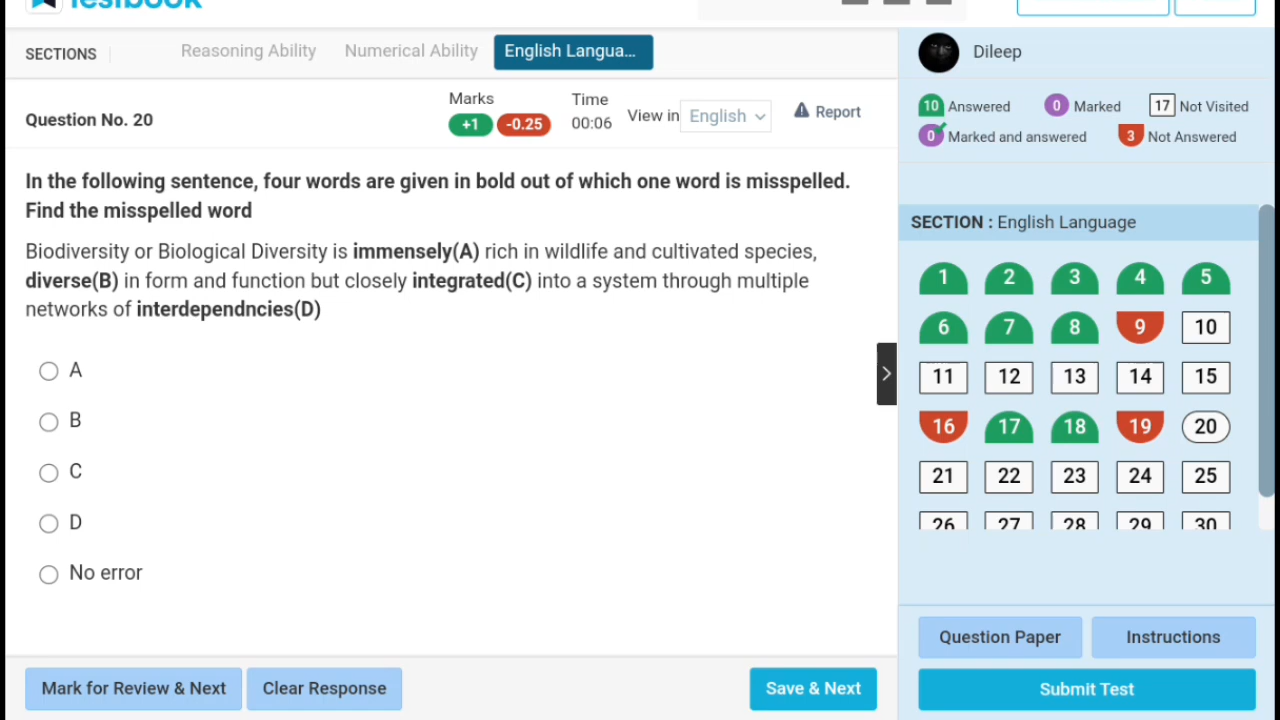 Testbook
SECTIONS
Reasoning Ability
Numerical Ability
English Langua...
Dileep
Question No. 20
Marks
+1
-0.25
Time
00:06
View in
English
Report
10 Answered
0 Marked
17 Not Visited
0 Marked and answered
3 Not Answered
In the following sentence, four words are given in bold out of which one word is misspelled.
Find the misspelled word
Biodiversity or Biological Diversity is immensely(A) rich in wildlife and cultivated species,
diverse(B) in form and function but closely integrated(C) into a system through multiple
networks of interdependncies(D)
A
B
C
D
No error
SECTION : English Language
1 2 3 4 5
6 7 8 9 10
11 12 13 14 15
16 17 18 19 20
21 22 23 24 25
26 27 28 29 30
>
Mark for Review & Next
Clear Response
Save & Next
Question Paper
Instructions
Submit Test